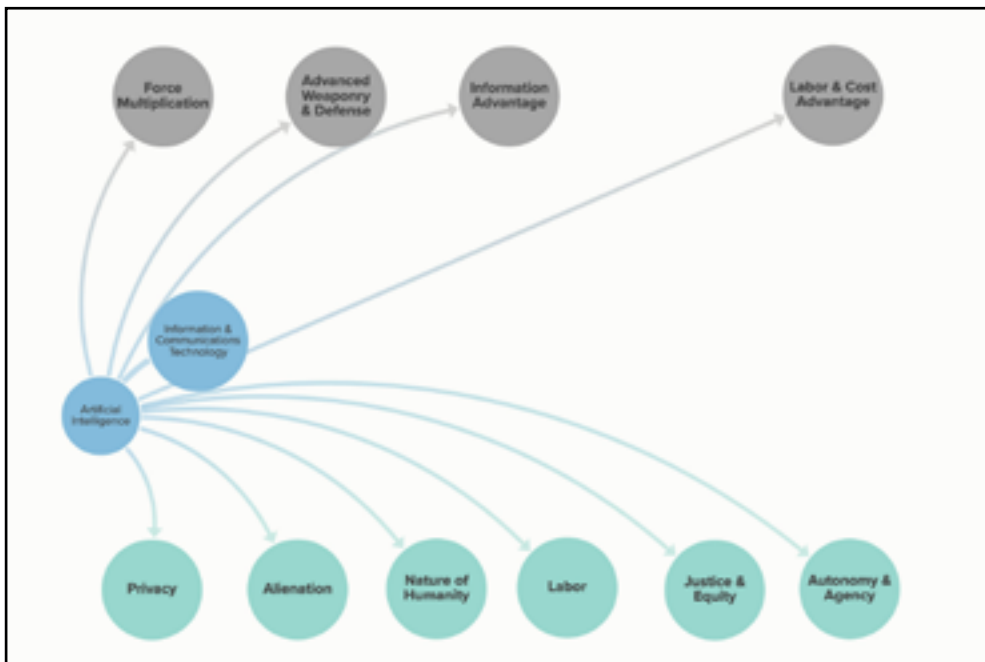 Force
Multiplication
Advanced
Weaponry
& Defense
Information
Advantage
Labor & Cost
Advantage
Information &
Communications
Technology
Artificial
Intelligence
Privacy
Alienation
Nature of
Humanity
Labor
Justice &
Equity
Autonomy &
Agency